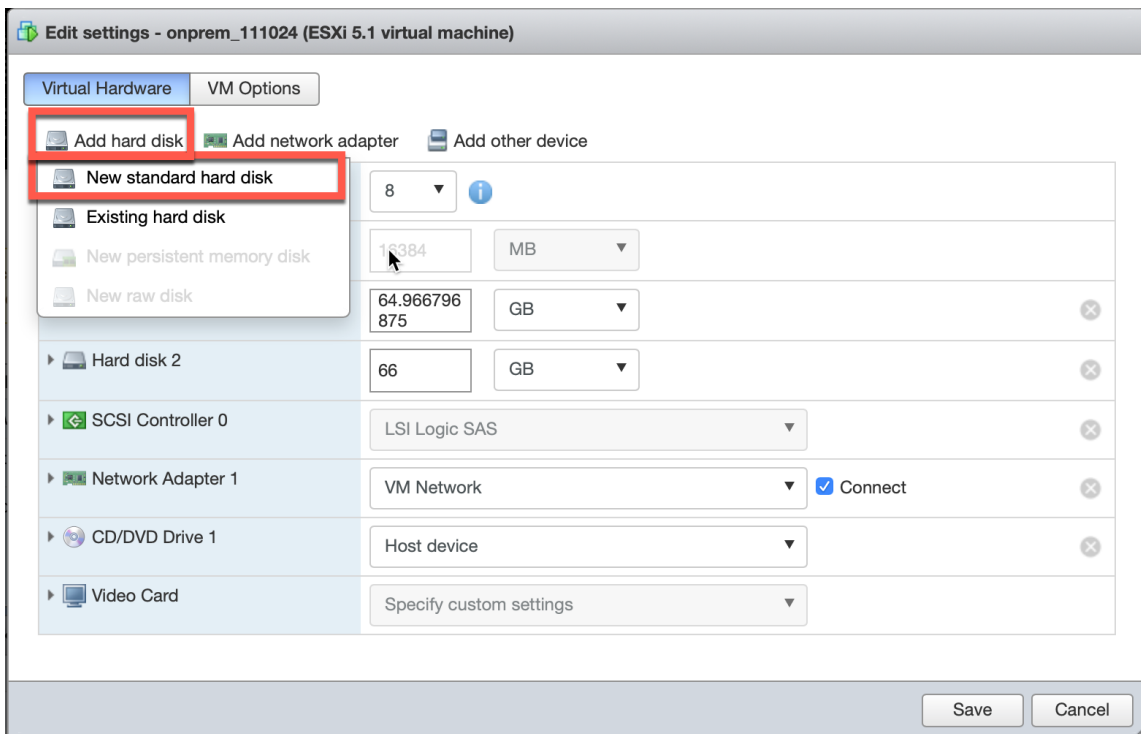 Edit settings - onprem_111024 (ESXi 5.1 virtual machine)
Virtual Hardware
VM Options
Add hard disk
Add network adapter
Add other device
New standard hard disk
Existing hard disk
New persistent memory disk
New raw disk
8
16384
MB
64.966796
875
GB
Hard disk 2
66
GB
SCSI Controller 0
LSI Logic SAS
Network Adapter 1
VM Network
Connect
CD/DVD Drive 1
Host device
Video Card
Specify custom settings
Save
Cancel